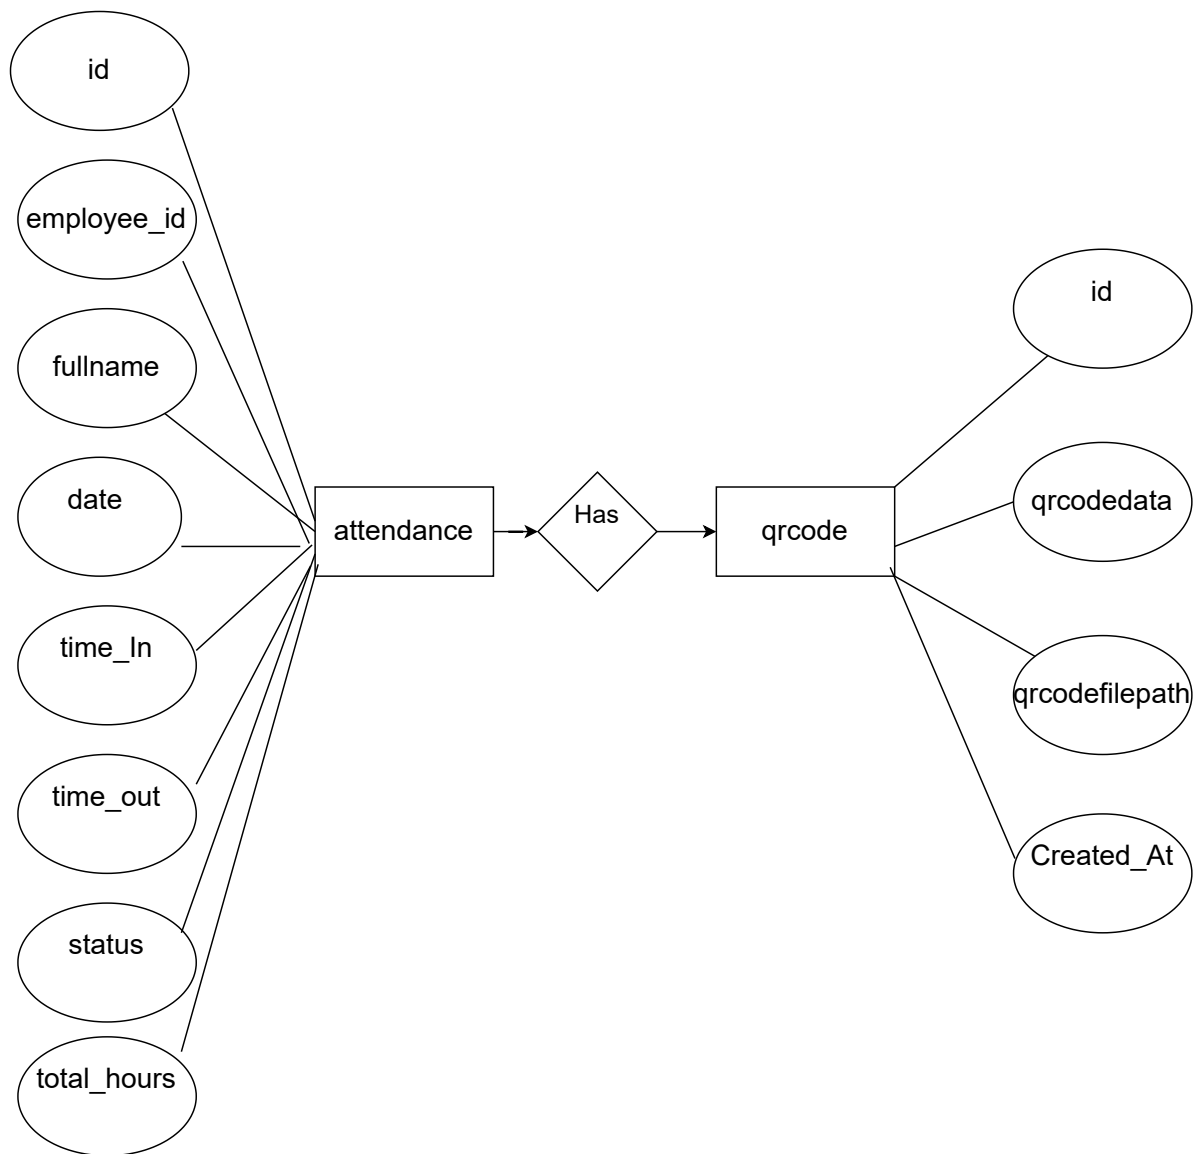 id
employee_id
fullname
date
time_In
time_out
status
total_hours
attendance
Has
qrcode
id
qrcodedata
qrcodefilepath
Created_At